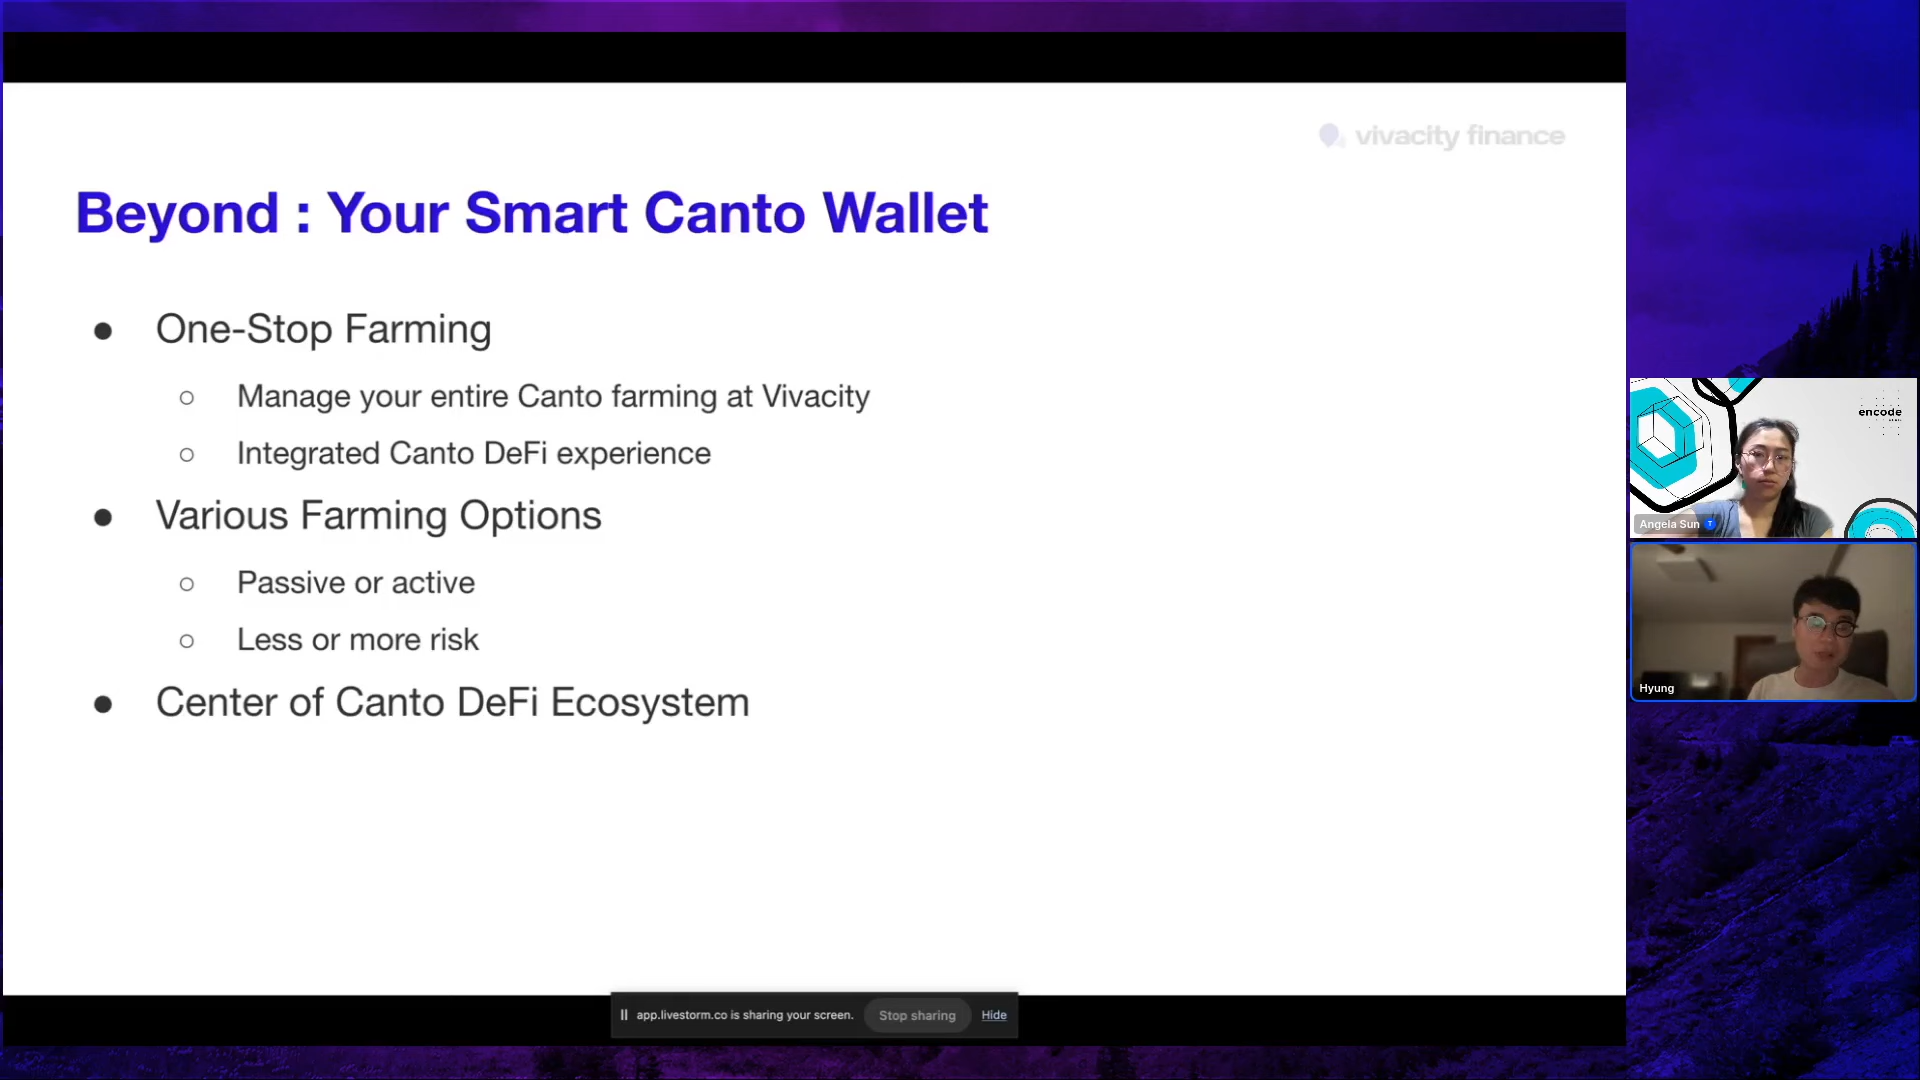 vivacity finance
Beyond : Your Smart Canto Wallet
● One-Stop Farming
○ Manage your entire Canto farming at Vivacity
○ Integrated Canto DeFi experience
● Various Farming Options
○ Passive or active
○ Less or more risk
● Center of Canto DeFi Ecosystem
app.livestorm.co is sharing your screen. Stop sharing Hide
encode
Angela Sun T
Hyung